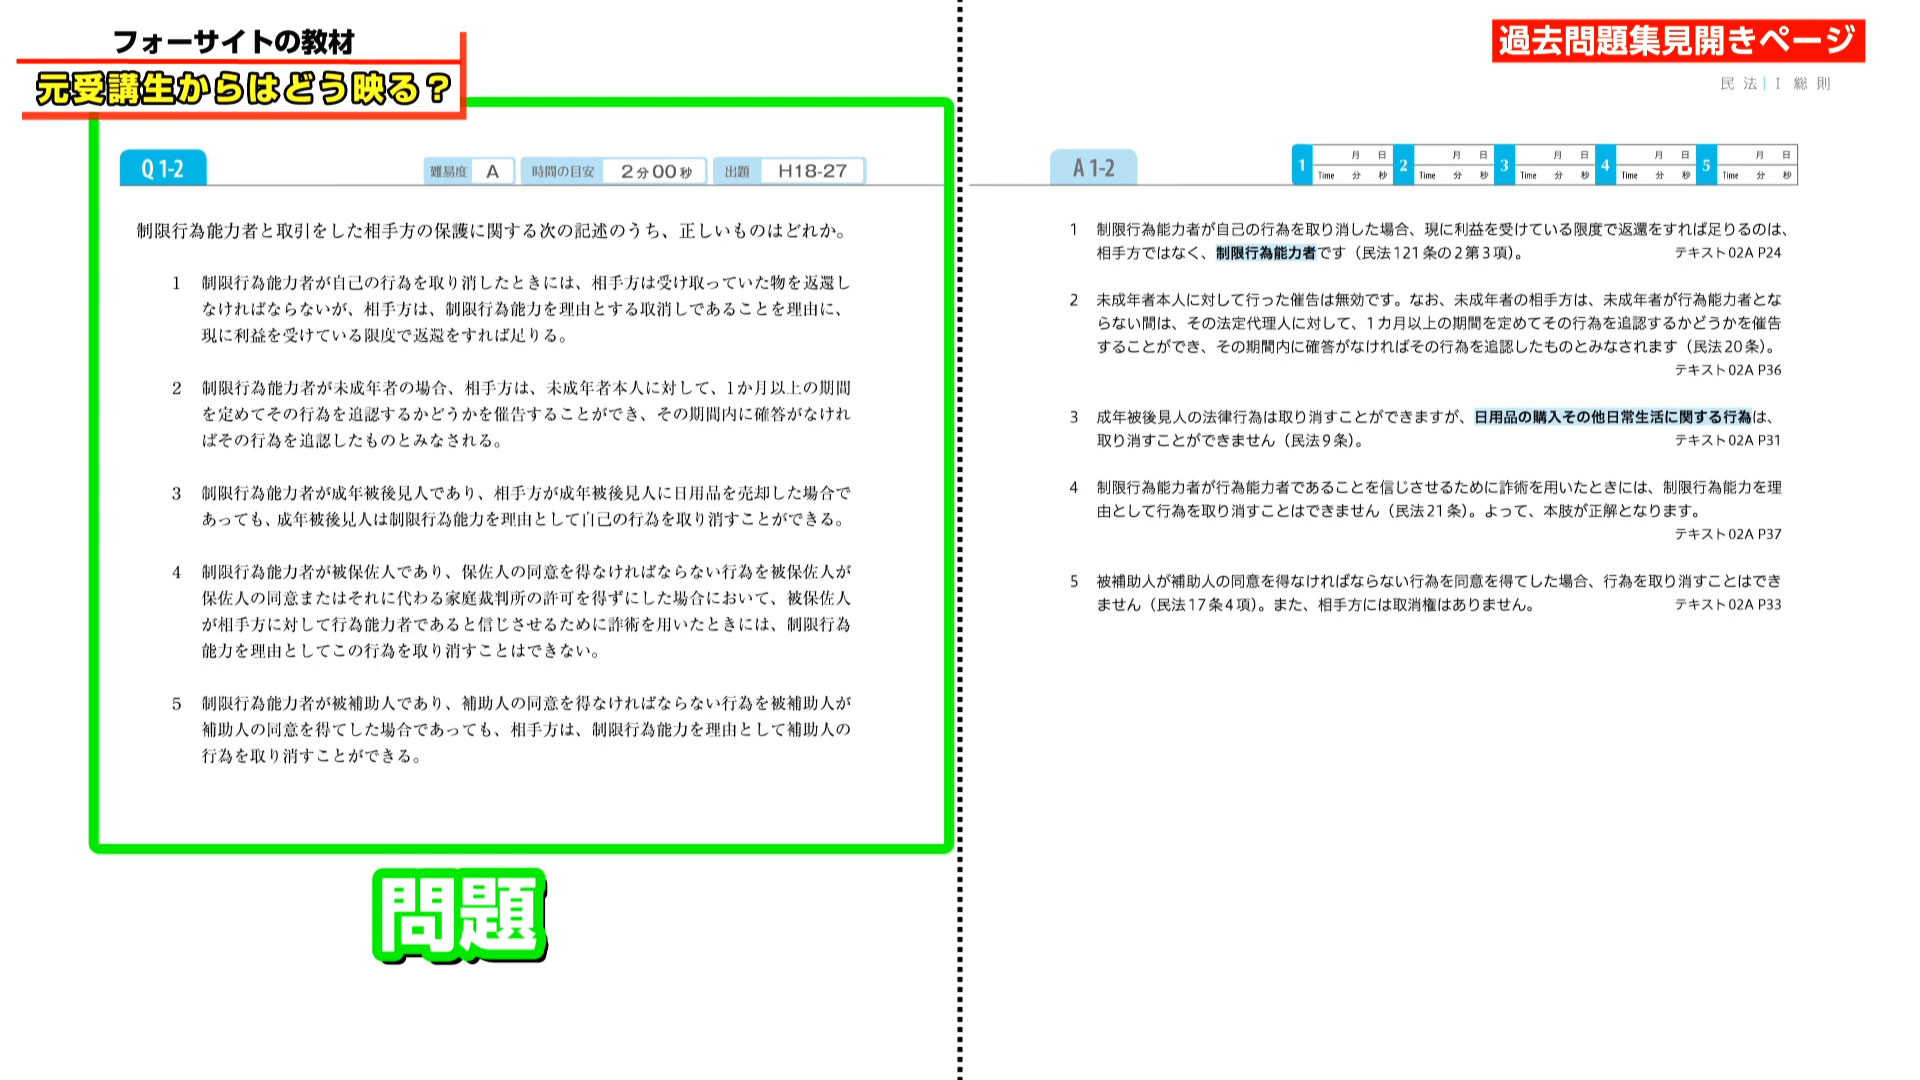 フォーサイトの教材
元受講生からはどう映る？
過去問題集見開きページ
民法｜Ⅰ 総則
Q 1-2
難易度 A 時間の目安 2分00秒 出題 H18-27
制限行為能力者と取引をした相手方の保護に関する次の記述のうち、正しいものはどれか。
1 制限行為能力者が自己の行為を取り消したときには、相手方は受け取っていた物を返還し
なければならないが、相手方は、制限行為能力を理由とする取消しであることを理由に、
現に利益を受けている限度で返還をすれば足りる。
2 制限行為能力者が未成年者の場合、相手方は、未成年者本人に対して、1か月以上の期間
を定めてその行為を追認するかどうかを催告することができ、その期間内に確答がなけれ
ばその行為を追認したものとみなされる。
3 制限行為能力者が成年被後見人であり、相手方が成年被後見人に日用品を売却した場合で
あっても、成年被後見人は制限行為能力を理由として自己の行為を取り消すことができる。
4 制限行為能力者が被保佐人であり、保佐人の同意を得なければならない行為を被保佐人が
保佐人の同意またはそれに代わる家庭裁判所の許可を得ずにした場合において、被保佐人
が相手方に対して行為能力者であると信じさせるために詐術を用いたときには、制限行為
能力を理由としてこの行為を取り消すことはできない。
5 制限行為能力者が被補助人であり、補助人の同意を得なければならない行為を被補助人が
補助人の同意を得てした場合であっても、相手方は、制限行為能力を理由として補助人の
行為を取り消すことができる。
問題
A 1-2
1 月 日 2 月 日 3 月 日 4 月 日 5 月 日
Time 分 秒 Time 分 秒 Time 分 秒 Time 分 秒 Time 分 秒
1 制限行為能力者が自己の行為を取り消した場合、現に利益を受けている限度で返還をすれば足りるのは、
相手方ではなく、制限行為能力者です（民法121条の2第3項）。 テキスト02A P24
2 未成年者本人に対して行った催告は無効です。なお、未成年者の相手方は、未成年者が行為能力者とな
らない間は、その法定代理人に対して、1カ月以上の期間を定めてその行為を追認するかどうかを催告
することができ、その期間内に確答がなければその行為を追認したものとみなされます（民法20条）。
テキスト02A P36
3 成年被後見人の法律行為は取り消すことができますが、日用品の購入その他日常生活に関する行為は、
取り消すことができません（民法9条）。 テキスト02A P31
4 制限行為能力者が行為能力者であることを信じさせるために詐術を用いたときには、制限行為能力を理
由として行為を取り消すことはできません（民法21条）。よって、本肢が正解となります。
テキスト02A P37
5 被補助人が補助人の同意を得なければならない行為を同意を得てした場合、行為を取り消すことはでき
ません（民法17条4項）。また、相手方には取消権はありません。 テキスト02A P33